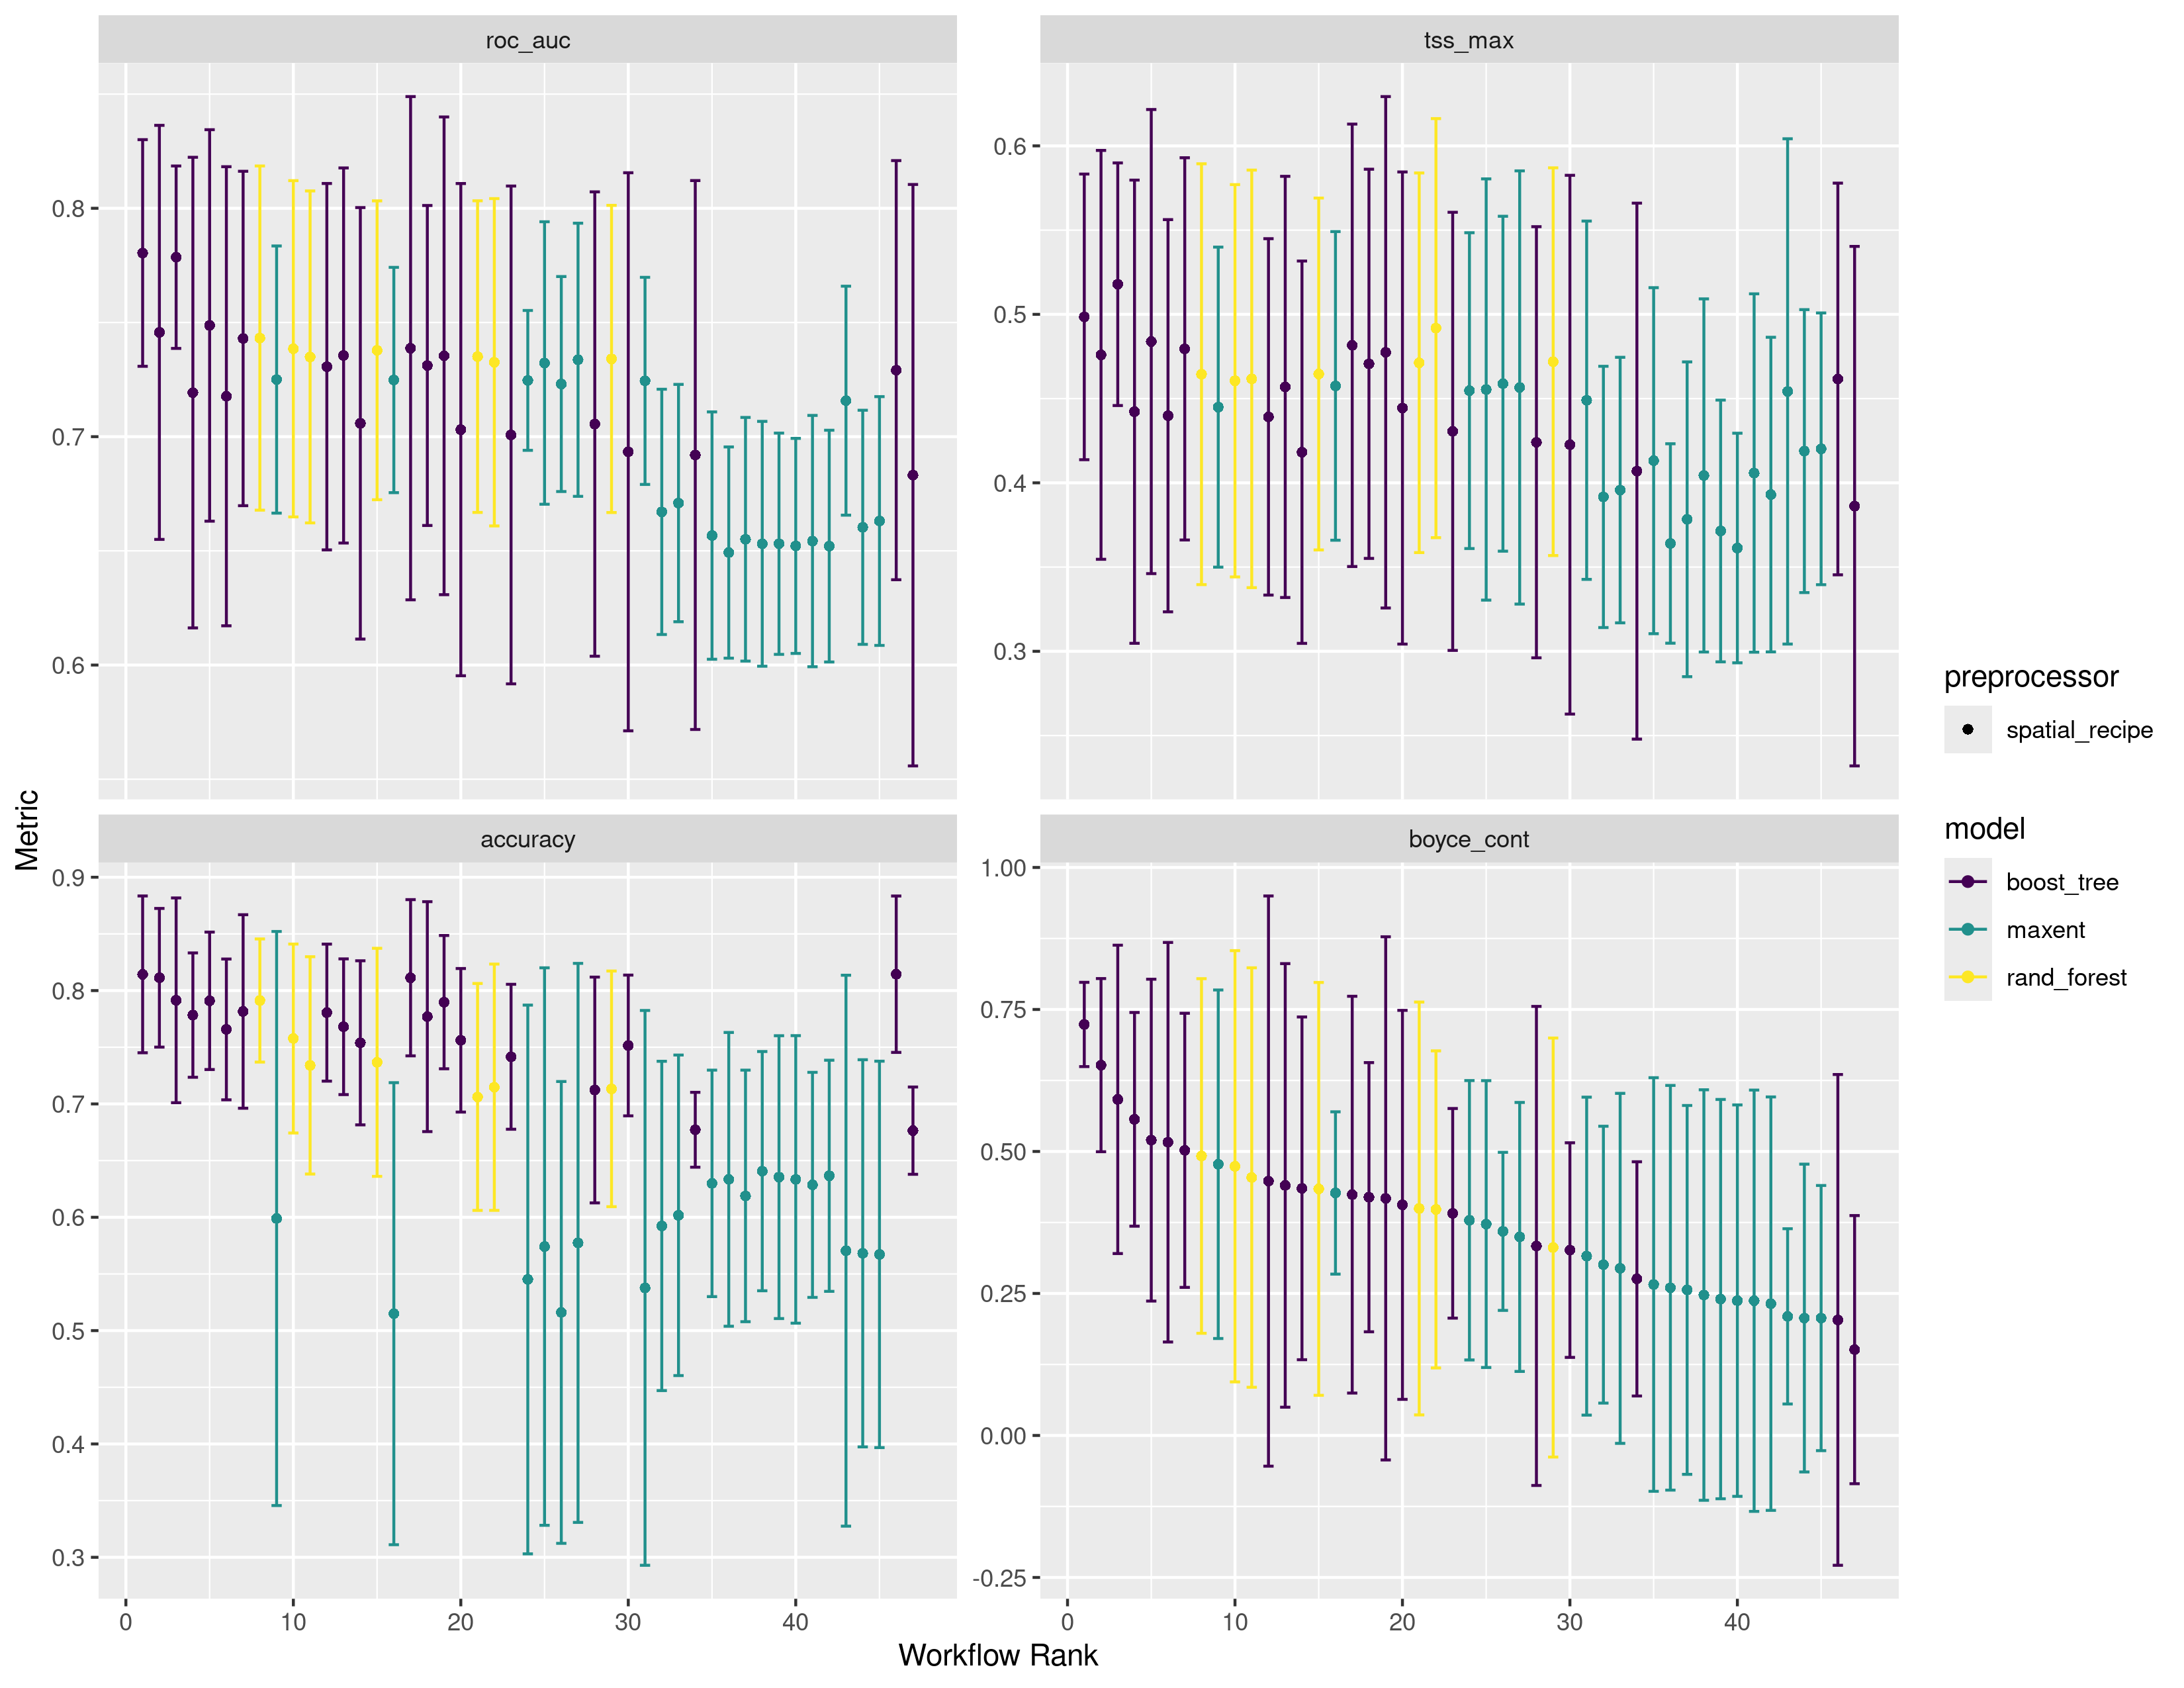 roc_auc
tss_max
0.8
0.7
0.6
0.6
0.5
0.4
0.3
Metric
accuracy
boyce_cont
0.9
0.8
0.7
0.6
0.5
0.4
0.3
1.00
0.75
0.50
0.25
0.00
-0.25
0 10 20 30 40
0 10 20 30 40
Workflow Rank
preprocessor
spatial_recipe
model
boost_tree
maxent
rand_forest